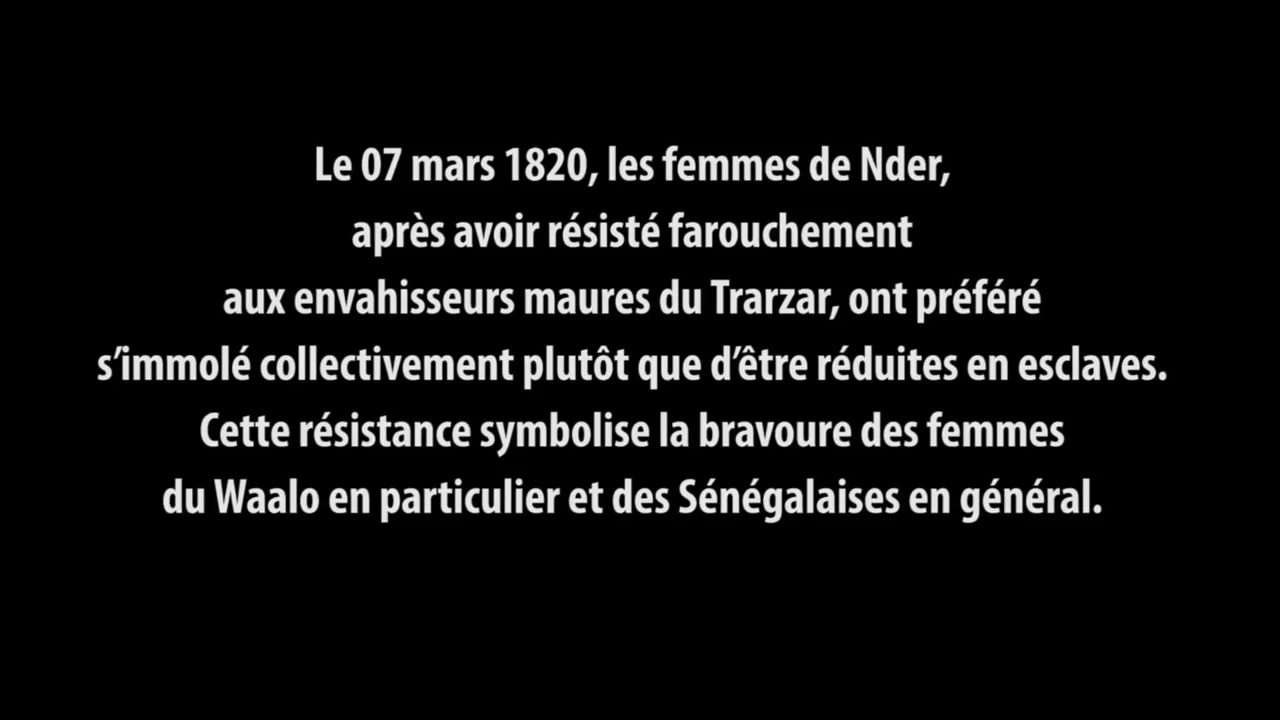 Le 07 mars 1820, les femmes de Nder,
après avoir résisté farouchement
aux envahisseurs maures du Trarzar, ont préféré
s’immolé collectivement plutôt que d’être réduites en esclaves.
Cette résistance symbolise la bravoure des femmes
du Waalo en particulier et des Sénégalaises en général.